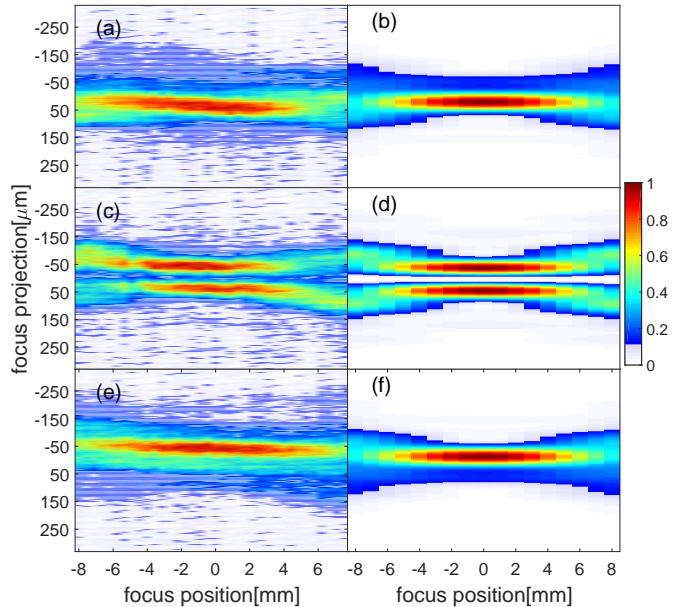 (a)
(b)
-250
-150
-50
50
150
250
(c)
(d)
-250
-150
-50
50
150
250
(e)
(f)
-250
-150
-50
50
150
250
focus projection[μm]
1
0.8
0.6
0.4
0.2
0
-8 -6 -4 -2 0 2 4 6
-8 -6 -4 -2 0 2 4 6 8
focus position[mm]
focus position[mm]